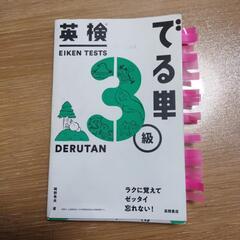 英検
EIKEN TESTS
でる単
3
級
DERUTAN
ラクに覚えて
ゼッタイ
忘れない!